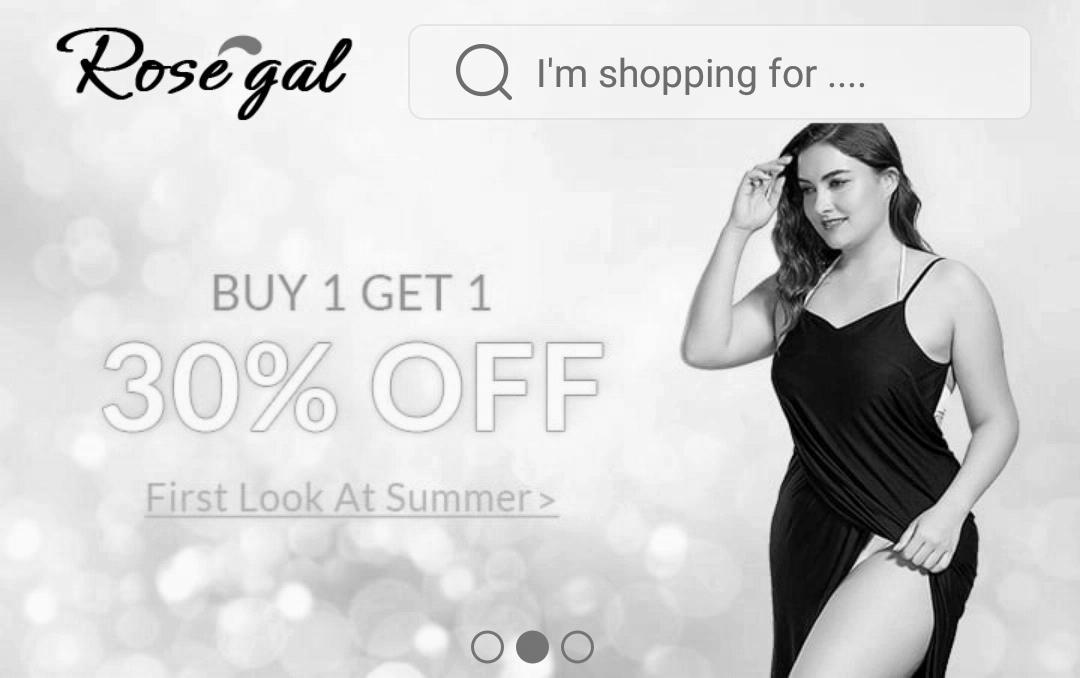 Rosegal
I'm shopping for ....
BUY 1 GET 1
30% OFF
First Look At Summer >